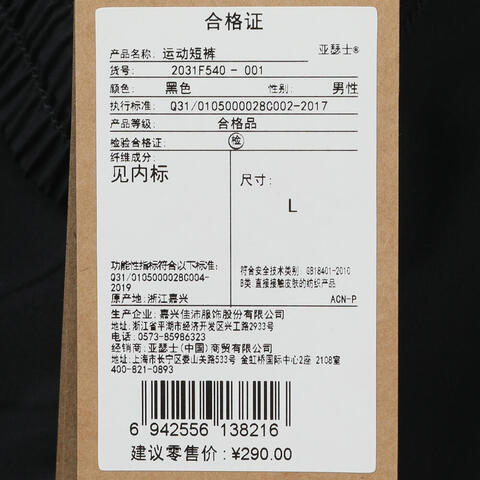 合格证
产品名称: 运动短裤 亚瑟士®
货号: 2031F540 - 001
颜色: 黑色 性别: 男性
执行标准: Q31/0105000028C002-2017
产品等级: 合格品
检验合格证: 检
纤维成分:
见内标
尺寸:
L
功能性指标符合以下标准:
Q31/0105000028C004-
2019
原产地: 浙江嘉兴
符合安全技术类别: GB18401-2010
B类:直接接触皮肤的纺织产品
ACN-P
生产企业: 嘉兴佳沛服饰股份有限公司
地址: 浙江省平湖市经济开发区兴工路2933号
电话: 0573-85986323
经销商: 亚瑟士(中国)商贸有限公司
地址: 上海市长宁区娄山关路533号 金虹桥国际中心2座 2108室
400-821-0893
6 942556 138216
建议零售价: ¥290.00